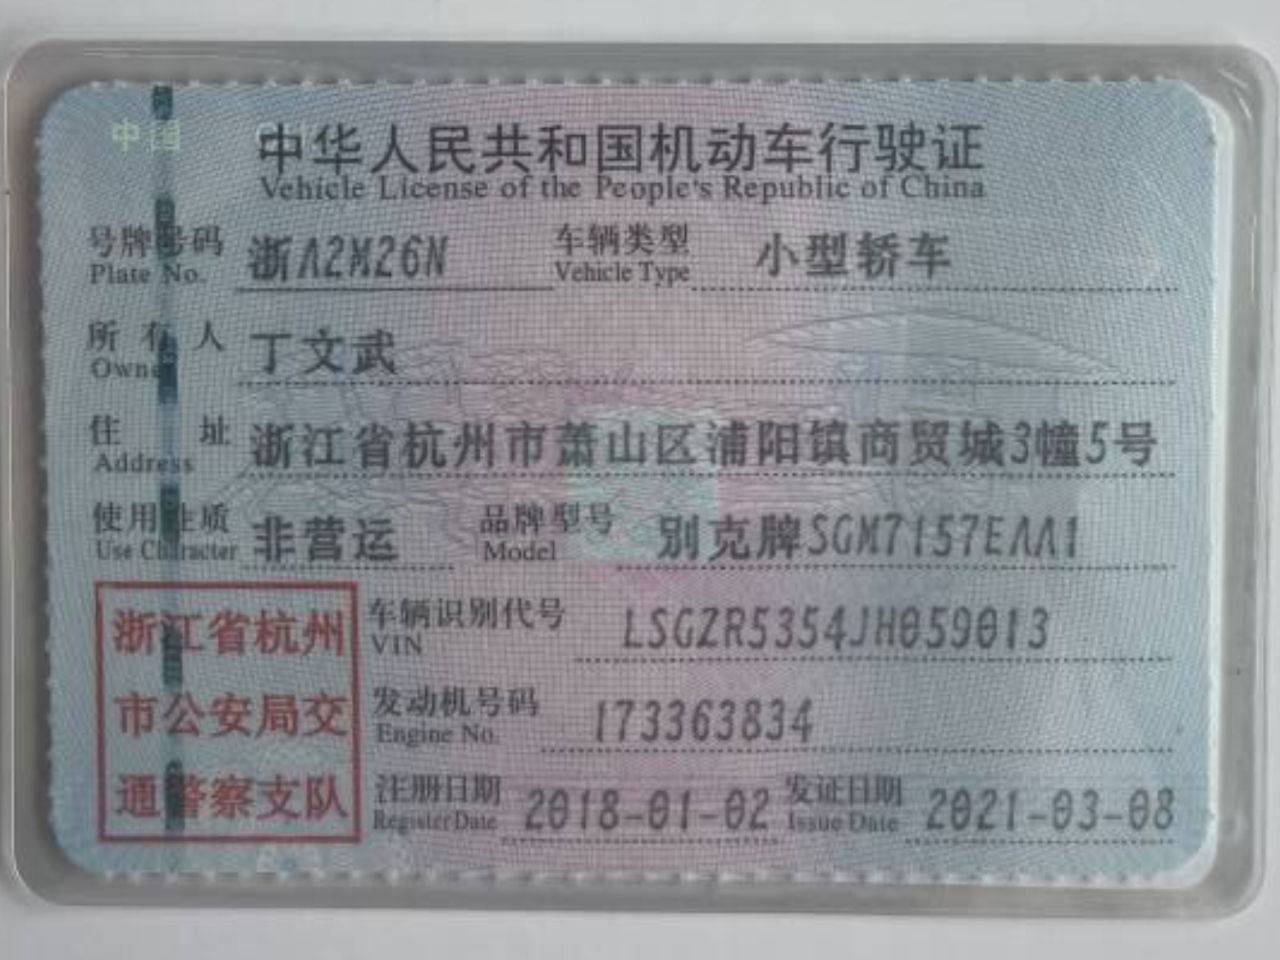 中国
中华人民共和国机动车行驶证
Vehicle License of the People's Republic of China
号牌号码 浙A2M26N 车辆类型 小型轿车
Plate No. Vehicle Type
所有人 丁文武
Owner
住址 浙江省杭州市萧山区浦阳镇商贸城3幢5号
Address
使用性质 非营运 品牌型号 别克牌SGM7157EAA1
Use Character Model
浙江省杭州 车辆识别代号 LSGZR5354JH059013
VIN
市公安局交 发动机号码 173363834
Engine No.
通警察支队 注册日期 2018-01-02 发证日期 2021-03-08
Register Date Issue Date